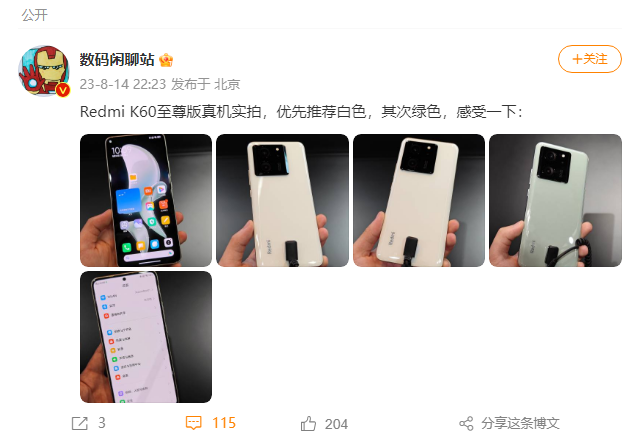 公开
数码闲聊站
+关注
23-8-14 22:23 发布于 北京
Redmi K60至尊版真机实拍，优先推荐白色，其次绿色，感受一下：
3
115
204
分享这条博文